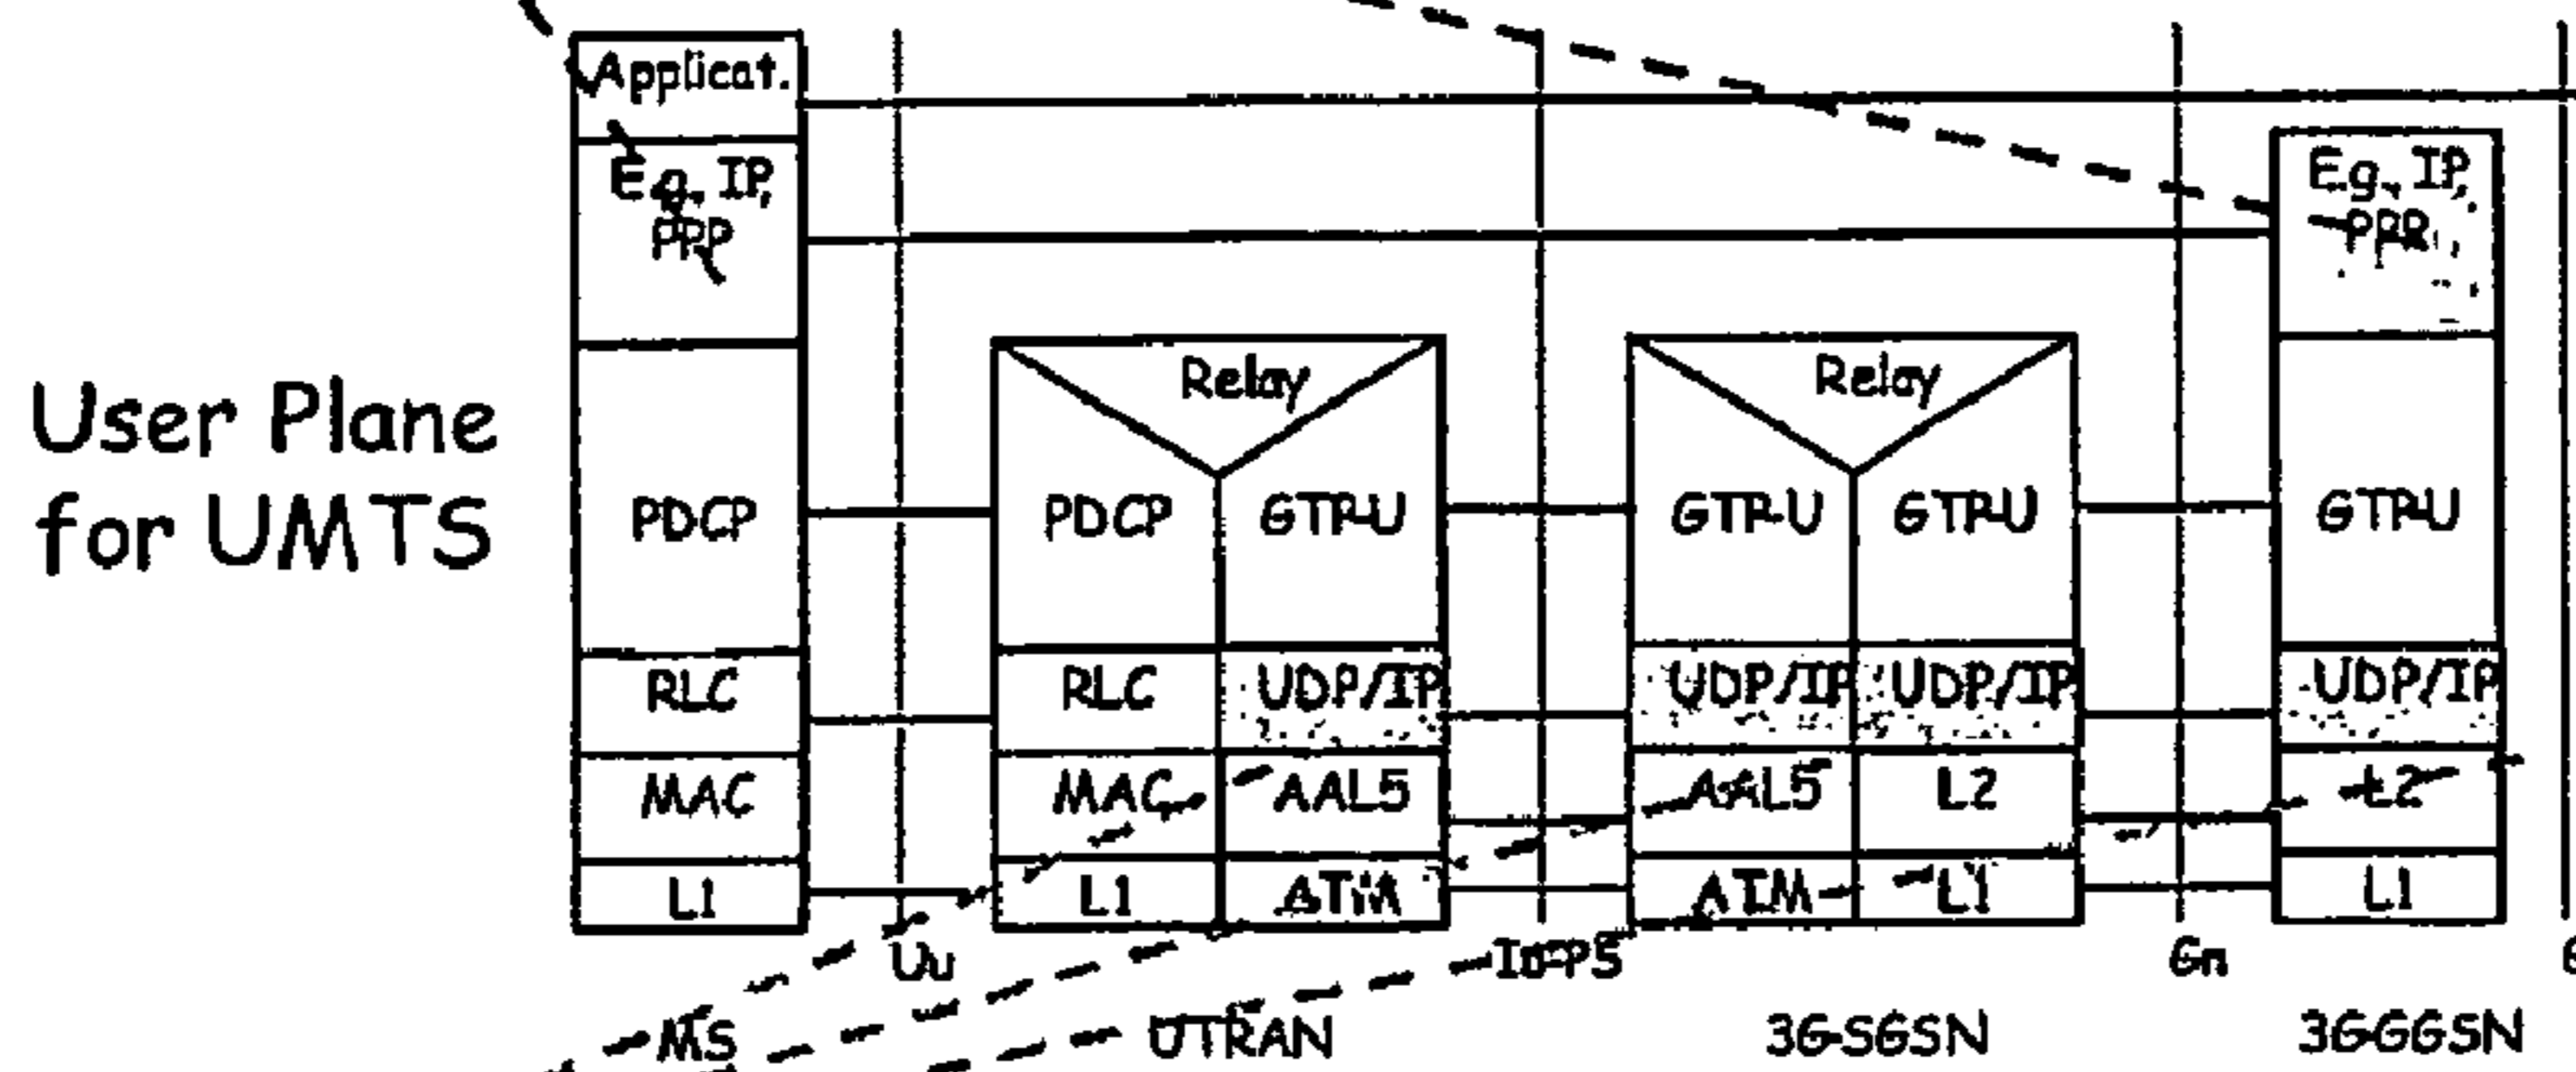 User Plane
for UMTS
Applicat.
E.g., IP,
PPP
PDCP
RLC
MAC
L1
Relay
PDCP
GTP-U
RLC
UDP/IP
MAC
AAL5
L1
ATM
Relay
GTP-U
GTP-U
UDP/IP
UDP/IP
AAL5
L2
ATM
L1
E.g., IP,
PPP
GTP-U
UDP/IP
L2
L1
Uu
Iu-PS
Gn
MS
UTRAN
3G-SGSN
3G-GGSN